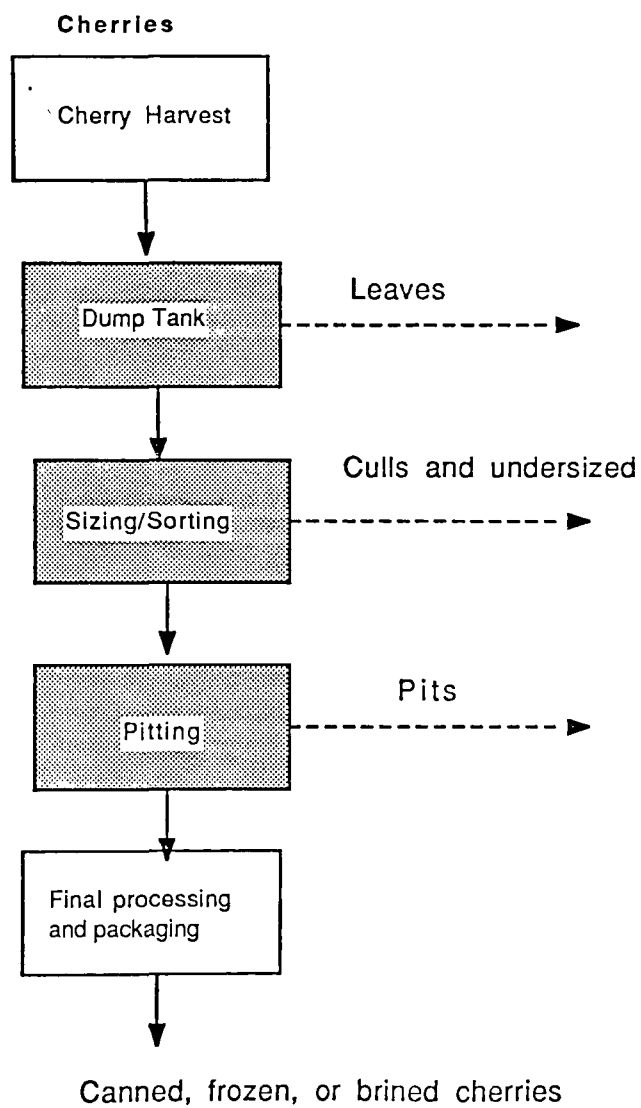 Cherries
Cherry Harvest
Leaves
Dump Tank
Culls and undersized
Sizing/Sorting
Pits
Pitting
Final processing
and packaging
Canned, frozen, or brined cherries